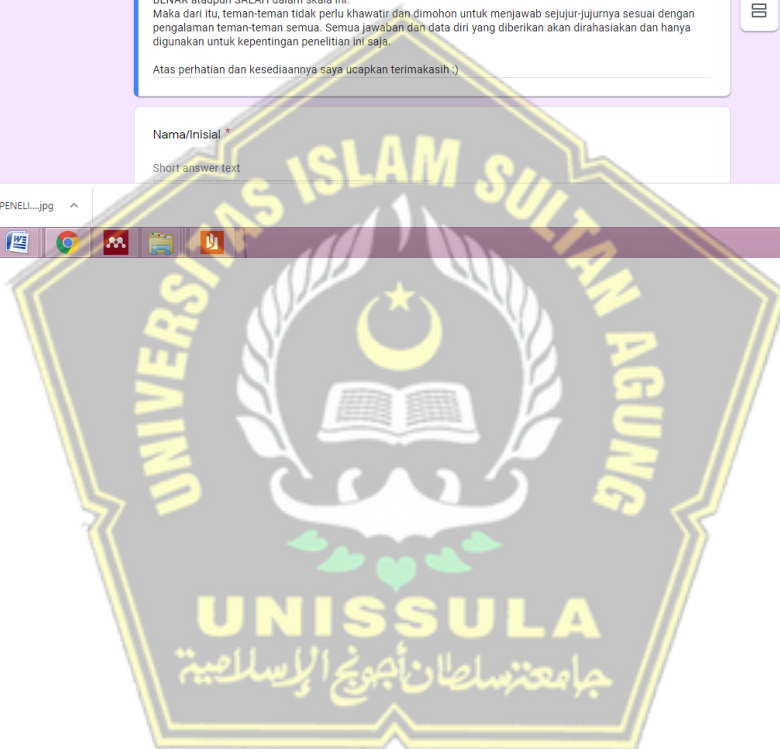 BENAR ataupun SALAH dalam skala ini.
Maka dari itu, teman-teman tidak perlu khawatir dan dimohon untuk menjawab sejujur-jujurnya sesuai dengan
pengalaman teman-teman semua. Semua jawaban dan data diri yang diberikan akan dirahasiakan dan hanya
digunakan untuk kepentingan penelitian ini saja.
Atas perhatian dan kesediaannya saya ucapkan terimakasih :)
Nama/Inisial *
Short answer text
PENELI....jpg
UNIVERSITAS ISLAM SULTAN AGUNG
UNISSULA
جامعة سلطان أجونج الإسلامية